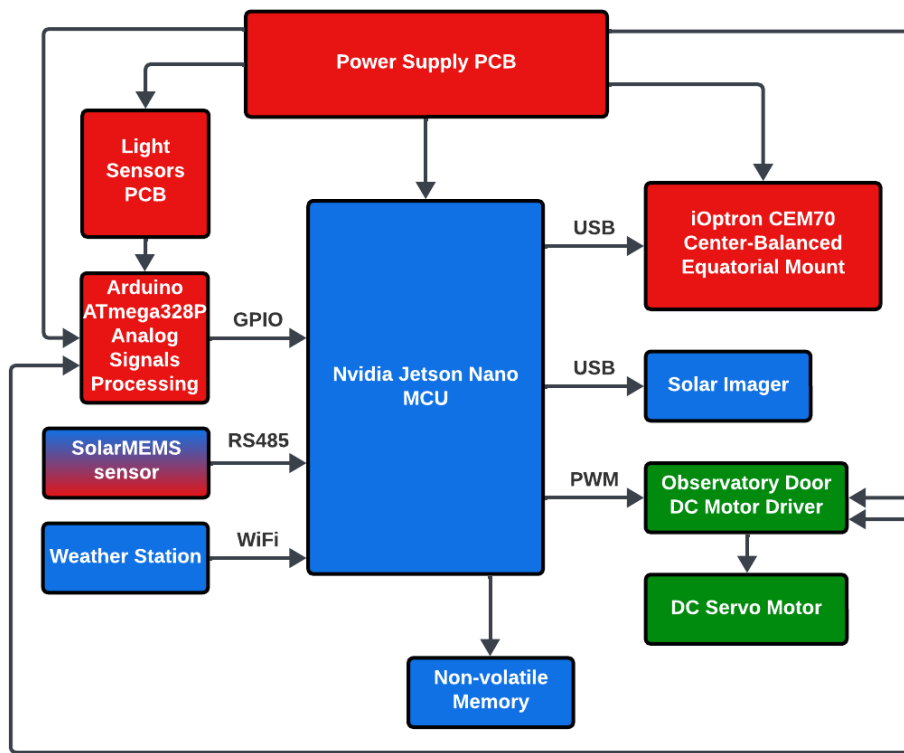 Power Supply PCB
Light
Sensors
PCB
iOptron CEM70
Center-Balanced
Equatorial Mount
USB
Arduino
ATmega328P
Analog
Signals
Processing
GPIO
Nvidia Jetson Nano
MCU
USB
Solar Imager
SolarMEMS
sensor
RS485
PWM
Observatory Door
DC Motor Driver
Weather Station
WiFi
DC Servo Motor
Non-volatile
Memory